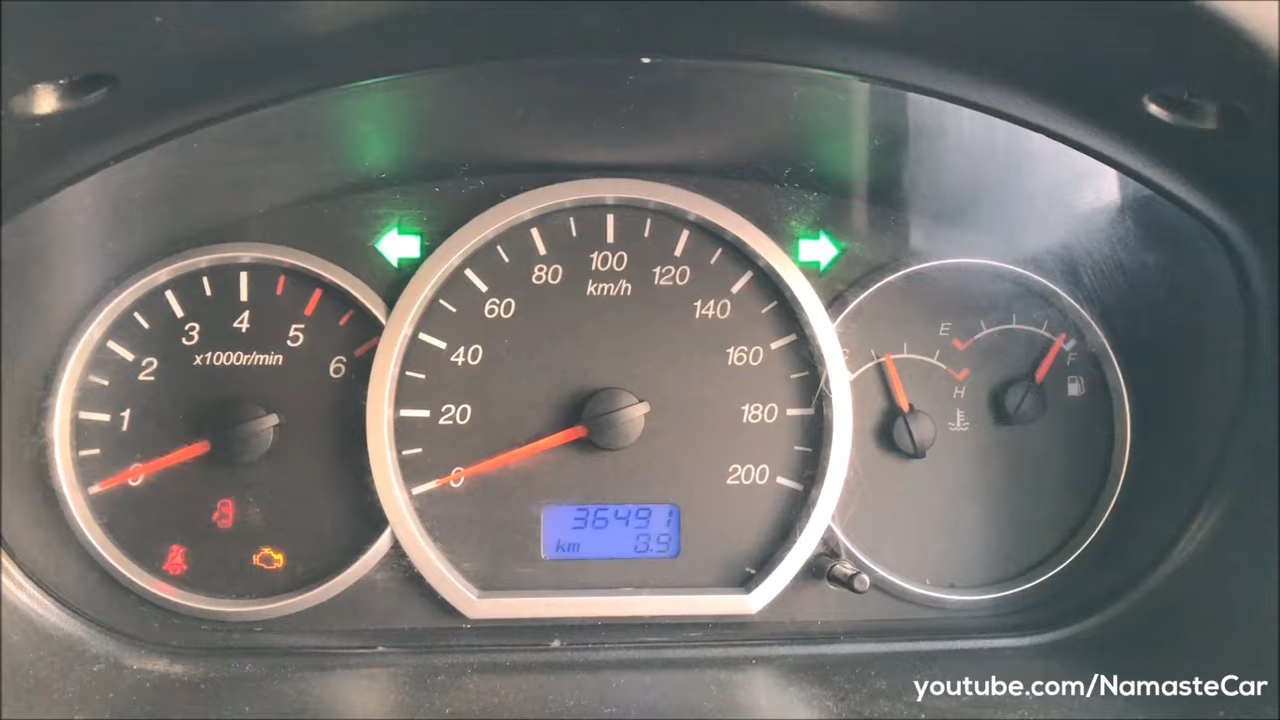 0 1 2 3 4 5 6
x1000r/min
0 20 40 60 80 100 120 140 160 180 200
km/h
36491
km 8.9
E F
H
youtube.com/NamasteCar